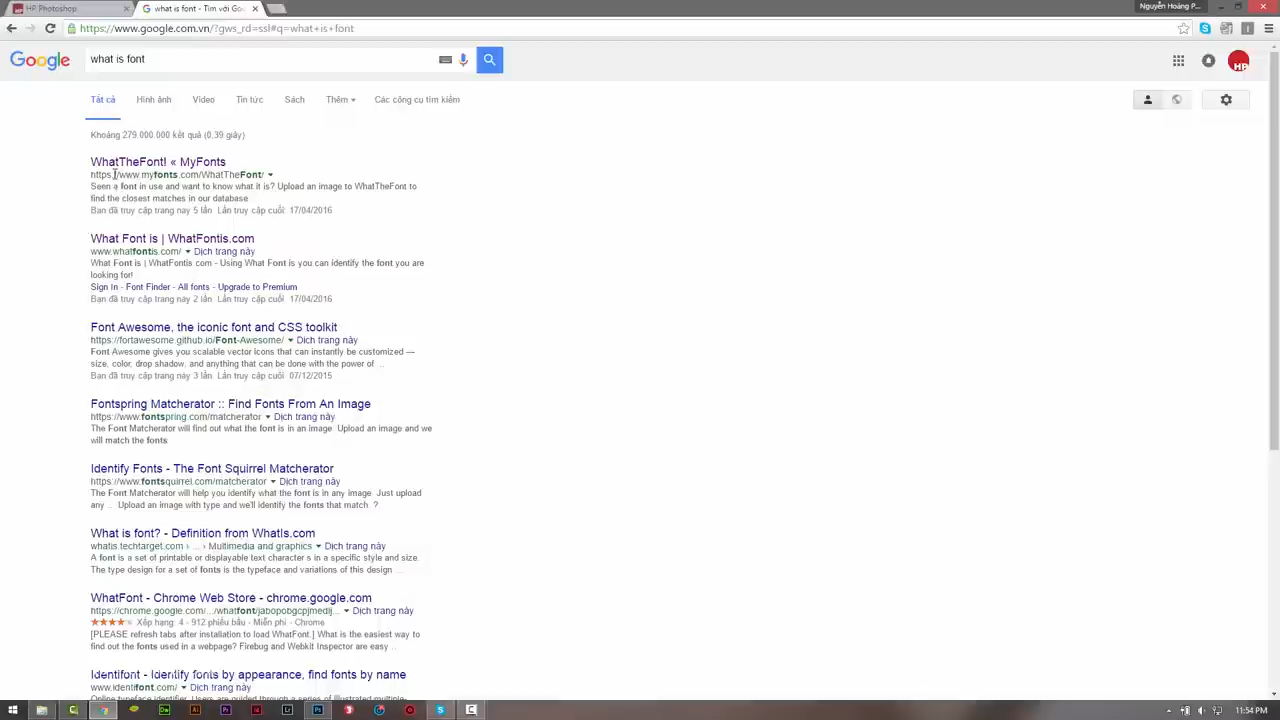 HP Photoshop
what is font - Tìm với Goo
Nguyễn Hoàng P...
https://www.google.com.vn/?gws_rd=ssl#q=what+is+font
Google
what is font
HP
Tất cả Hình ảnh Video Tin tức Sách Thêm Các công cụ tìm kiếm
Khoảng 279.000.000 kết quả (0,39 giây)
WhatTheFont! « MyFonts
https://www.myfonts.com/WhatTheFont/
Seen a font in use and want to know what it is? Upload an image to WhatTheFont to
find the closest matches in our database
Bạn đã truy cập trang này 5 lần. Lần truy cập cuối: 17/04/2016
What Font is | WhatFontis.com
www.whatfontis.com/ Dịch trang này
What Font is | WhatFontis com - Using What Font is you can identify the font you are
looking for!
Sign In - Font Finder - All fonts - Upgrade to Premium
Bạn đã truy cập trang này 2 lần. Lần truy cập cuối: 17/04/2016
Font Awesome, the iconic font and CSS toolkit
https://fortawesome.github.io/Font-Awesome/ Dịch trang này
Font Awesome gives you scalable vector icons that can instantly be customized —
size, color, drop shadow, and anything that can be done with the power of ...
Bạn đã truy cập trang này 3 lần. Lần truy cập cuối: 07/12/2015
Fontspring Matcherator :: Find Fonts From An Image
https://www.fontspring.com/matcherator Dịch trang này
The Font Matcherator will find out what the font is in an image. Upload an image and we
will match the fonts
Identify Fonts - The Font Squirrel Matcherator
https://www.fontsquirrel.com/matcherator Dịch trang này
The Font Matcherator will help you identify what the font is in any image. Just upload
any ... Upload an image with type and we'll identify the fonts that match. ?
What is font? - Definition from WhatIs.com
whatis.techtarget.com › ... › Multimedia and graphics Dịch trang này
A font is a set of printable or displayable text character s in a specific style and size.
The type design for a set of fonts is the typeface and variations of this design ...
WhatFont - Chrome Web Store - chrome.google.com
https://chrome.google.com/.../whatfont/jabopobgcpjmedlj... Dịch trang này
Xếp hạng: 4 - 912 phiếu bầu - Miễn phí - Chrome
[PLEASE refresh tabs after installation to load WhatFont.] What is the easiest way to
find out the fonts used in a webpage? Firebug and Webkit Inspector are easy ...
Identifont - Identify fonts by appearance, find fonts by name
www.identifont.com/ Dịch trang này
Online typeface identifier. Users are guided through a series of illustrated multiple-
11:54 PM